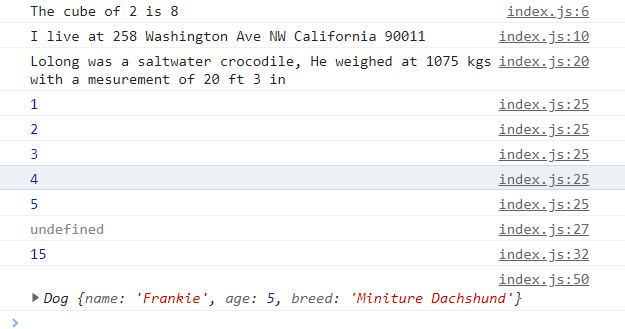 The cube of 2 is 8 index.js:6
I live at 258 Washington Ave NW California 90011 index.js:10
Lolong was a saltwater crocodile, He weighed at 1075 kgs index.js:20
with a mesurement of 20 ft 3 in
1 index.js:25
2 index.js:25
3 index.js:25
4 index.js:25
5 index.js:25
undefined index.js:27
15 index.js:32
index.js:50
▶ Dog {name: 'Frankie', age: 5, breed: 'Miniture Dachshund'}
>